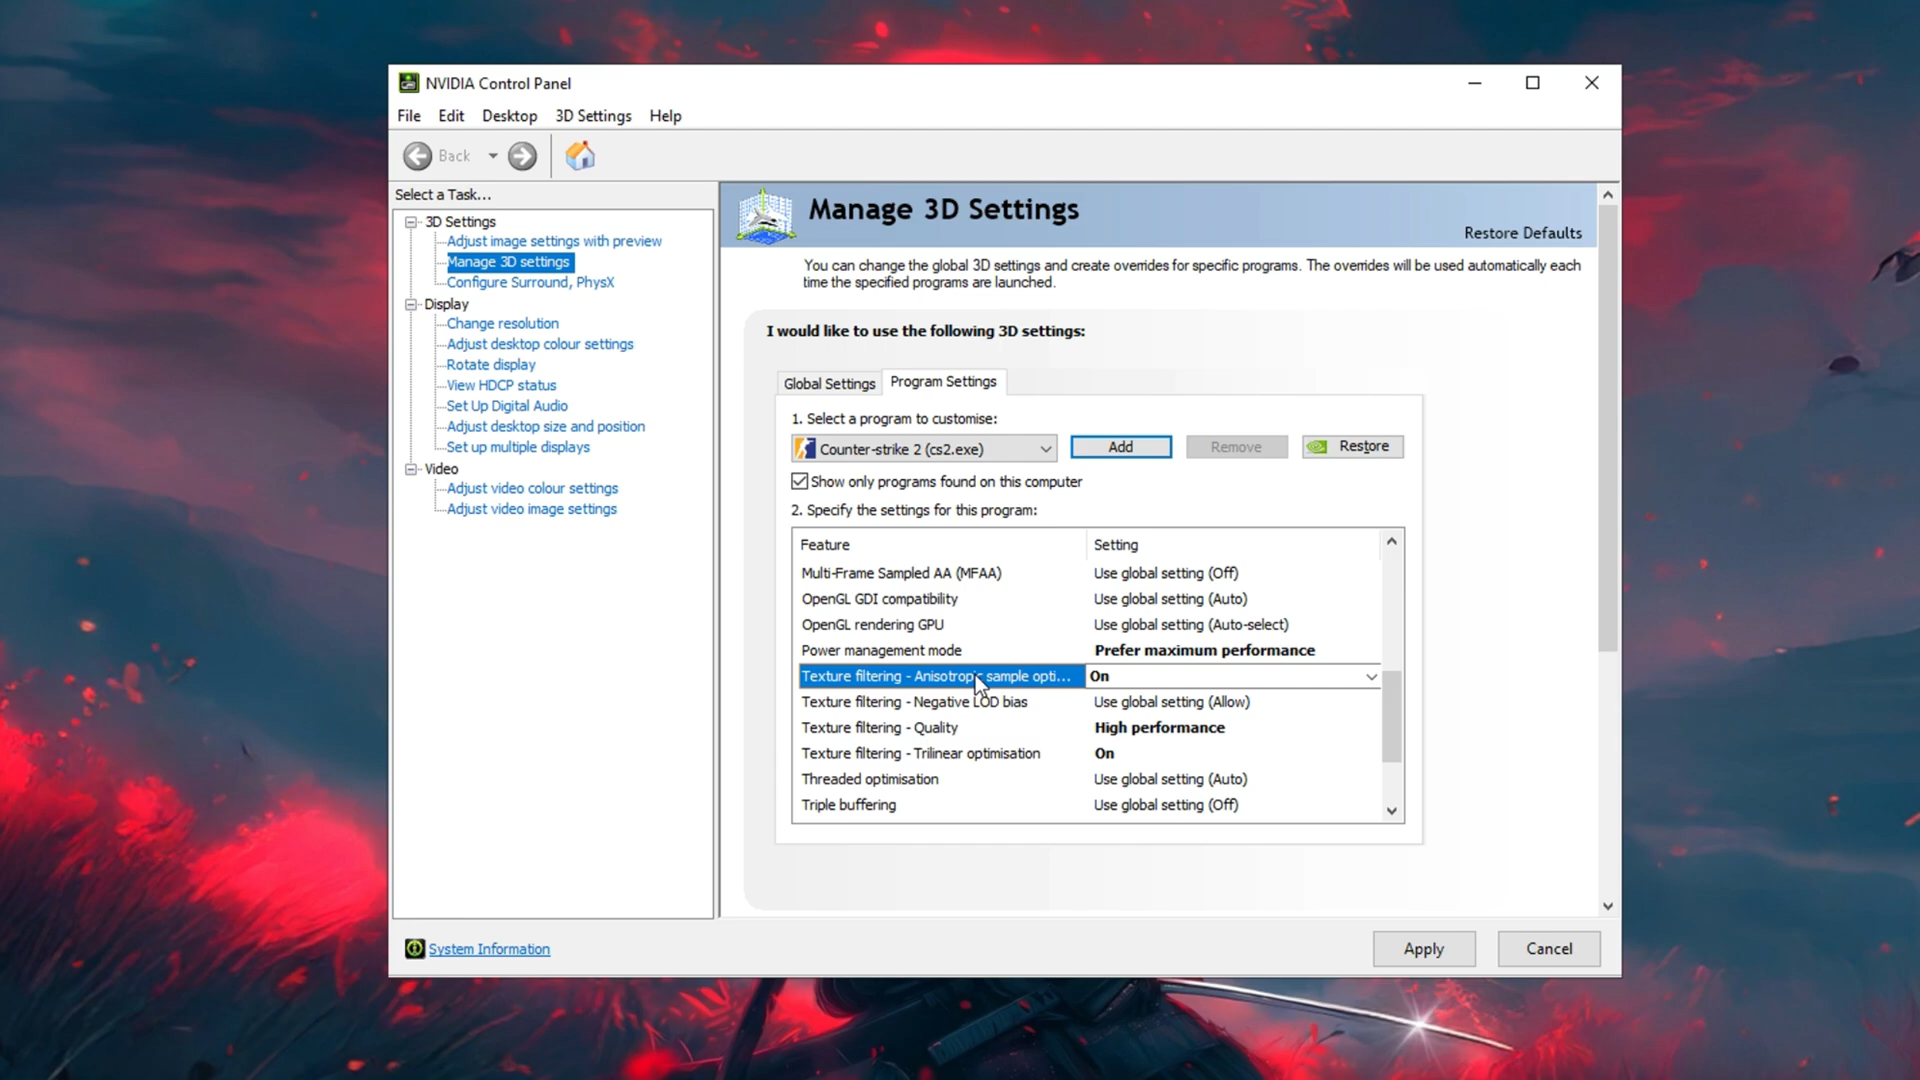 NVIDIA Control Panel
File Edit Desktop 3D Settings Help
Back
Select a Task...
3D Settings
Adjust image settings with preview
Manage 3D settings
Configure Surround, PhysX
Display
Change resolution
Adjust desktop colour settings
Rotate display
View HDCP status
Set Up Digital Audio
Adjust desktop size and position
Set up multiple displays
Video
Adjust video colour settings
Adjust video image settings
Manage 3D Settings
Restore Defaults
You can change the global 3D settings and create overrides for specific programs. The overrides will be used automatically each
time the specified programs are launched.
I would like to use the following 3D settings:
Global Settings Program Settings
1. Select a program to customise:
Counter-strike 2 (cs2.exe) Add Remove Restore
Show only programs found on this computer
2. Specify the settings for this program:
Feature Setting
Multi-Frame Sampled AA (MFAA) Use global setting (Off)
OpenGL GDI compatibility Use global setting (Auto)
OpenGL rendering GPU Use global setting (Auto-select)
Power management mode Prefer maximum performance
Texture filtering - Anisotropic sample opti... On
Texture filtering - Negative LOD bias Use global setting (Allow)
Texture filtering - Quality High performance
Texture filtering - Trilinear optimisation On
Threaded optimisation Use global setting (Auto)
Triple buffering Use global setting (Off)
System Information
Apply Cancel